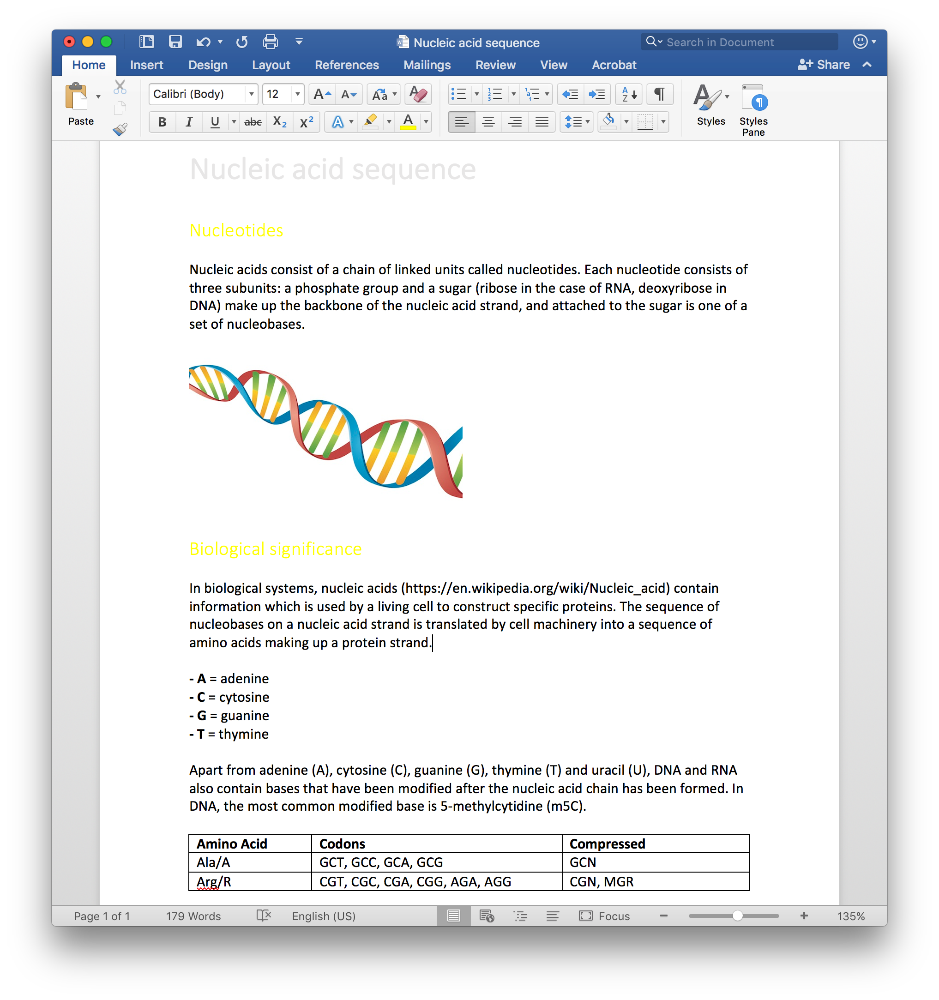 Nucleic acid sequence
Search in Document
Home Insert Design Layout References Mailings Review View Acrobat Share
Calibri (Body) 12
Paste
B I U abc X2 X2 A A
Styles
Styles Pane
Nucleic acid sequence
Nucleotides
Nucleic acids consist of a chain of linked units called nucleotides. Each nucleotide consists of
three subunits: a phosphate group and a sugar (ribose in the case of RNA, deoxyribose in
DNA) make up the backbone of the nucleic acid strand, and attached to the sugar is one of a
set of nucleobases.
Biological significance
In biological systems, nucleic acids (https://en.wikipedia.org/wiki/Nucleic_acid) contain
information which is used by a living cell to construct specific proteins. The sequence of
nucleobases on a nucleic acid strand is translated by cell machinery into a sequence of
amino acids making up a protein strand.
- A = adenine
- C = cytosine
- G = guanine
- T = thymine
Apart from adenine (A), cytosine (C), guanine (G), thymine (T) and uracil (U), DNA and RNA
also contain bases that have been modified after the nucleic acid chain has been formed. In
DNA, the most common modified base is 5-methylcytidine (m5C).
Amino Acid Codons Compressed
Ala/A GCT, GCC, GCA, GCG GCN
Arg/R CGT, CGC, CGA, CGG, AGA, AGG CGN, MGR
Page 1 of 1 179 Words English (US) Focus 135%